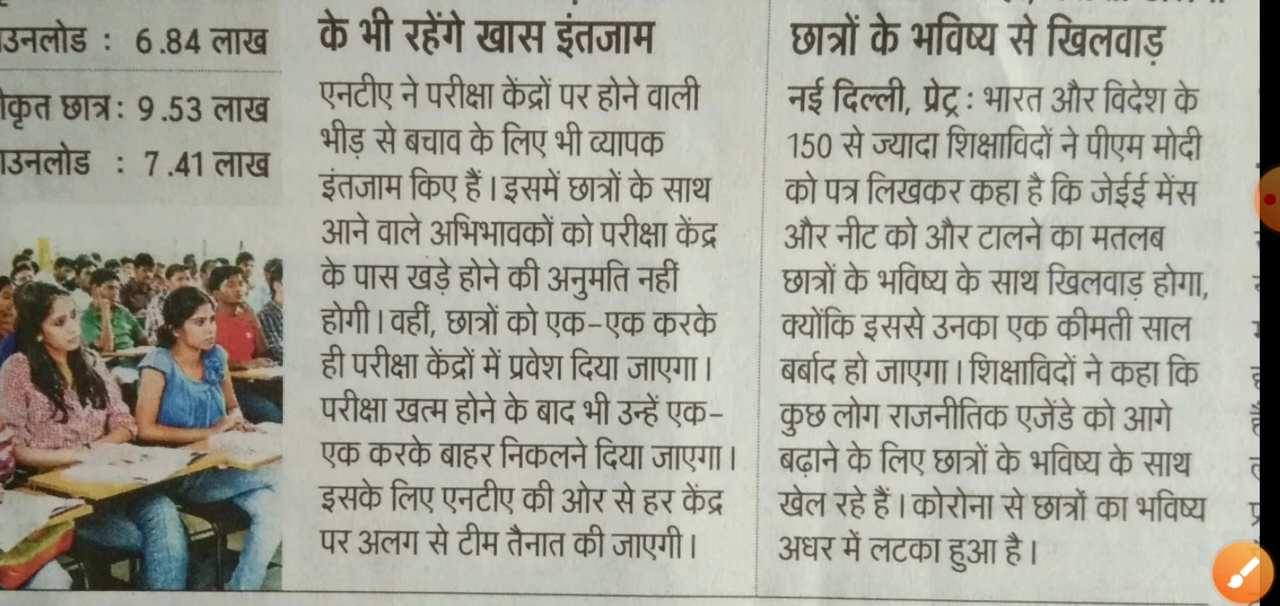 उनलोड : 6.84 लाख
कृत छात्र: 9.53 लाख
उनलोड : 7.41 लाख
के भी रहेंगे खास इंतजाम
एनटीए ने परीक्षा केंद्रों पर होने वाली
भीड़ से बचाव के लिए भी व्यापक
इंतजाम किए हैं। इसमें छात्रों के साथ
आने वाले अभिभावकों को परीक्षा केंद्र
के पास खड़े होने की अनुमति नहीं
होगी। वहीं, छात्रों को एक-एक करके
ही परीक्षा केंद्रों में प्रवेश दिया जाएगा।
परीक्षा खत्म होने के बाद भी उन्हें एक-
एक करके बाहर निकलने दिया जाएगा।
इसके लिए एनटीए की ओर से हर केंद्र
पर अलग से टीम तैनात की जाएगी।
छात्रों के भविष्य से खिलवाड़
नई दिल्ली, प्रेट्र : भारत और विदेश के
150 से ज्यादा शिक्षाविदों ने पीएम मोदी
को पत्र लिखकर कहा है कि जेईई मेंस
और नीट को और टालने का मतलब
छात्रों के भविष्य के साथ खिलवाड़ होगा,
क्योंकि इससे उनका एक कीमती साल
बर्बाद हो जाएगा। शिक्षाविदों ने कहा कि
कुछ लोग राजनीतिक एजेंडे को आगे
बढ़ाने के लिए छात्रों के भविष्य के साथ
खेल रहे हैं। कोरोना से छात्रों का भविष्य
अधर में लटका हुआ है।